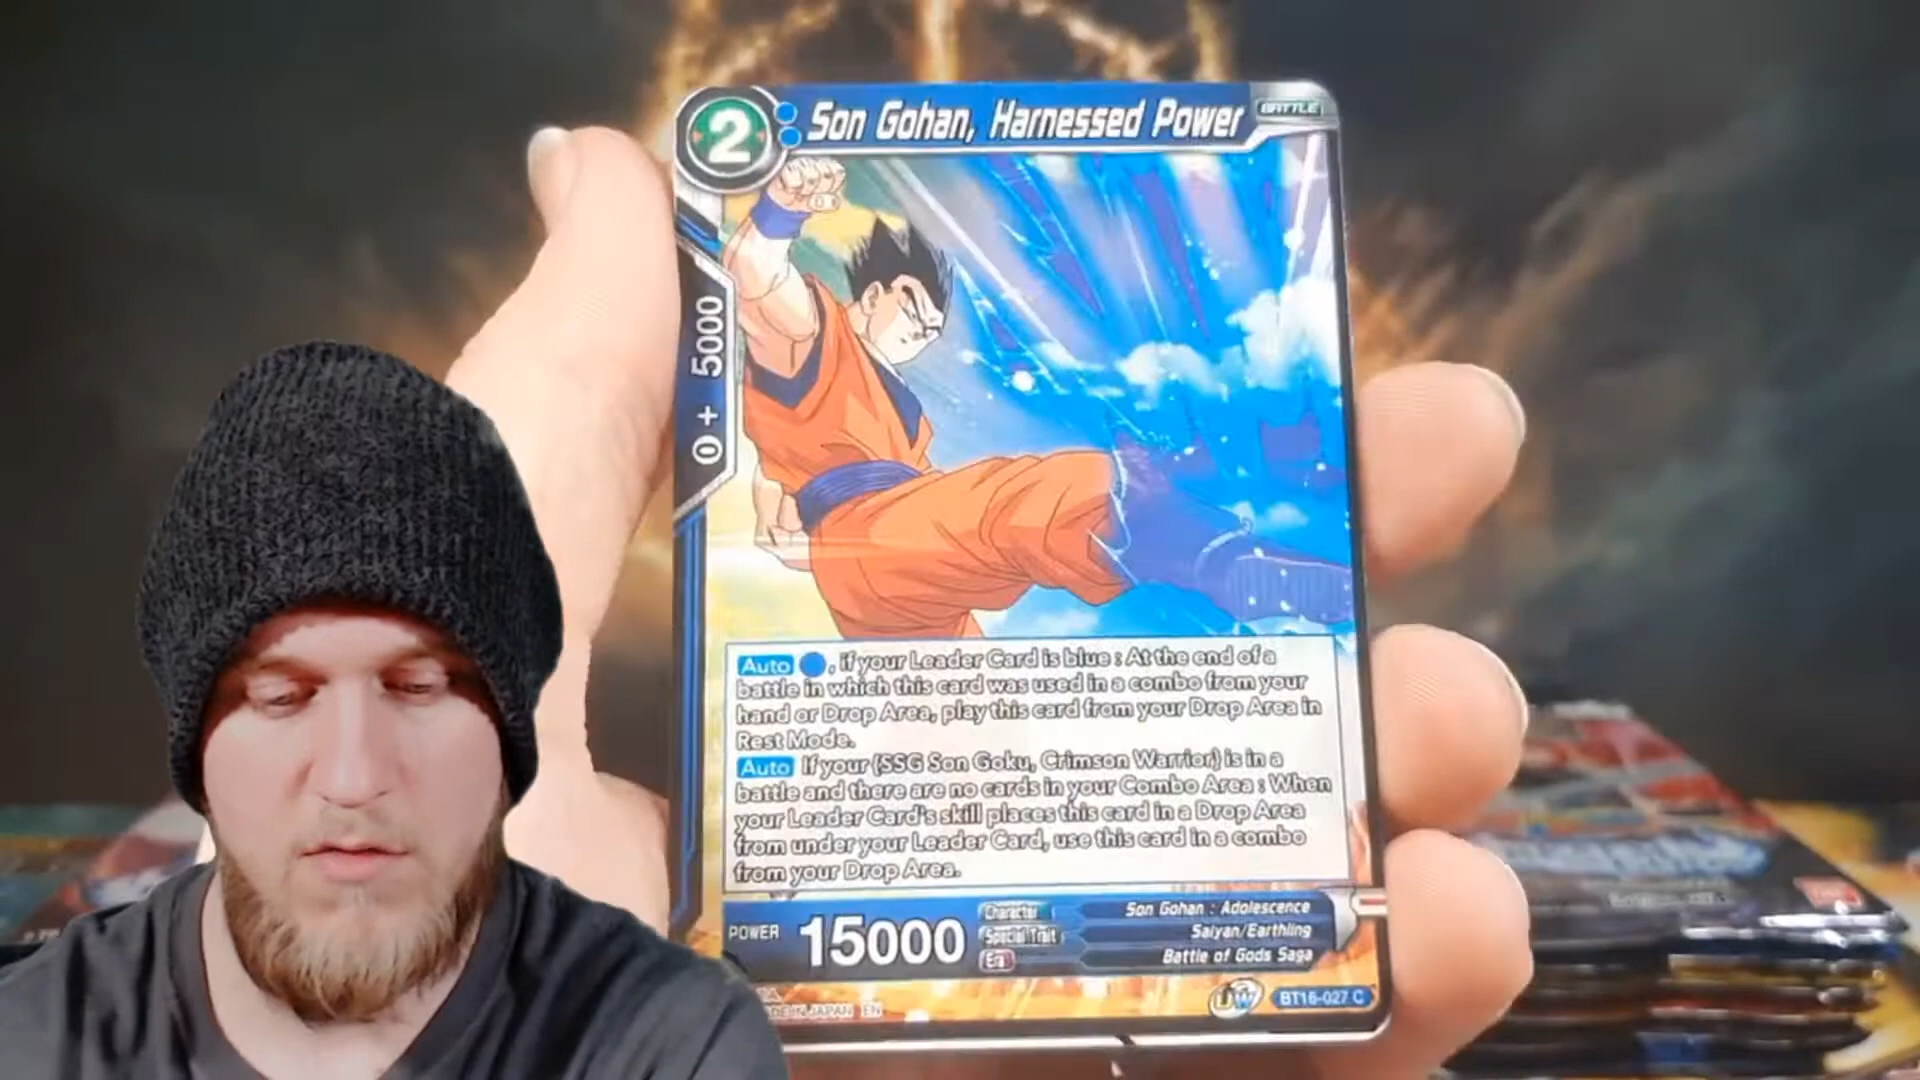 2
Son Gohan, Harnessed Power
BATTLE
0 + 5000
Auto , if your Leader Card is blue : At the end of a
battle in which this card was used in a combo from your
hand or Drop Area, play this card from your Drop Area in
Rest Mode.
Auto If your {SSG Son Goku, Crimson Warrior} is in a
battle and there are no cards in your Combo Area : When
your Leader Card's skill places this card in a Drop Area
from under your Leader Card, use this card in a combo
from your Drop Area.
POWER 15000
Character Son Gohan : Adolescence
Special Trait Saiyan/Earthling
Era Battle of Gods Saga
IN JAPAN EN
UW BT16-027 C